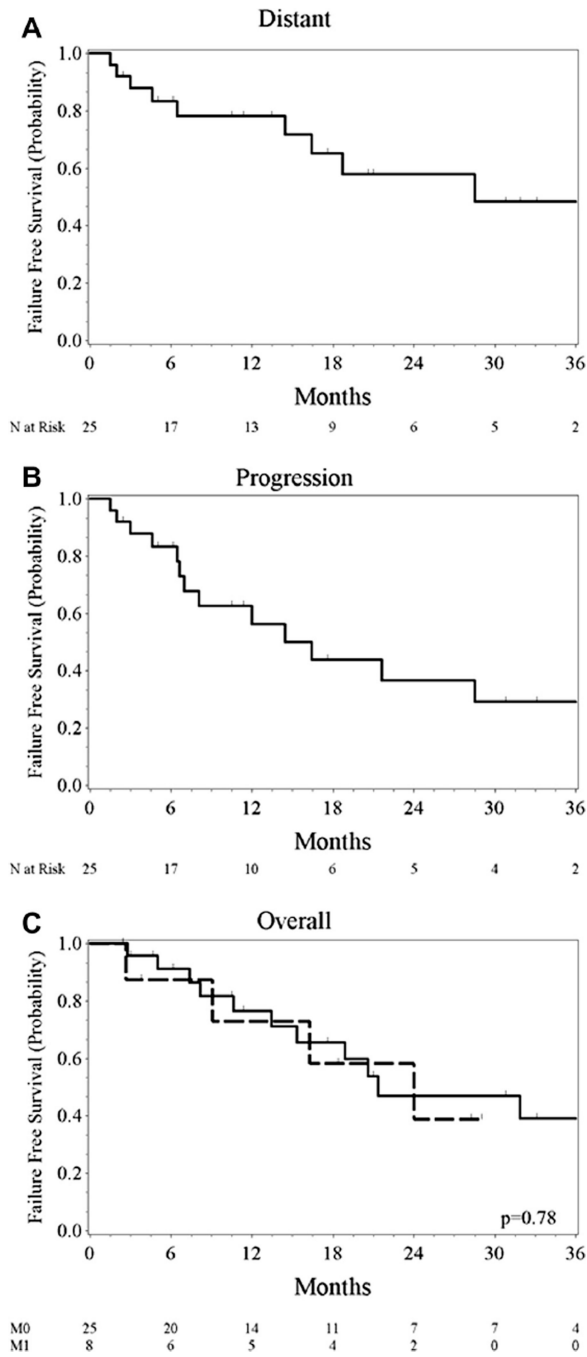 A
Distant
Failure Free Survival (Probability)
1.0
0.8
0.6
0.4
0.2
0.0
0 6 12 18 24 30 36
Months
N at Risk 25 17 13 9 6 5 2
B
Progression
Failure Free Survival (Probability)
1.0
0.8
0.6
0.4
0.2
0.0
0 6 12 18 24 30 36
Months
N at Risk 25 17 10 6 5 4 2
C
Overall
Failure Free Survival (Probability)
1.0
0.8
0.6
0.4
0.2
0.0
p=0.78
0 6 12 18 24 30 36
Months
M0 25 20 14 11 7 7 4
M1 8 6 5 4 2 0 0